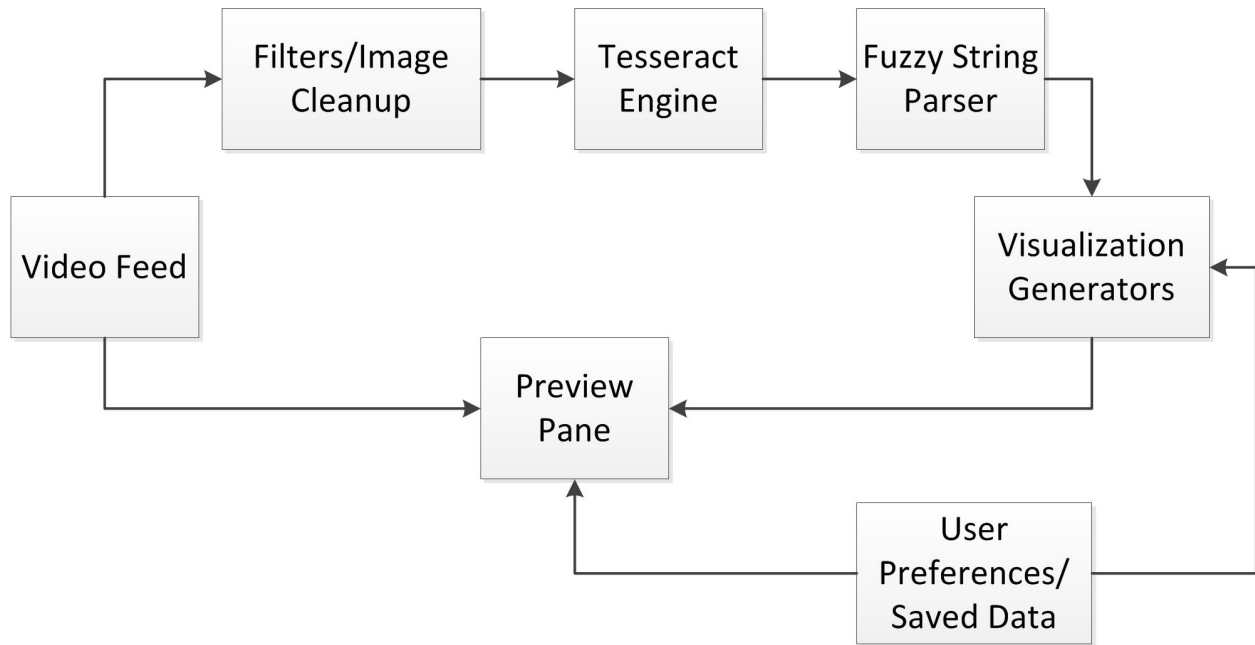 Filters/Image
Cleanup
Tesseract
Engine
Fuzzy String
Parser
Video Feed
Visualization
Generators
Preview
Pane
User
Preferences/
Saved Data